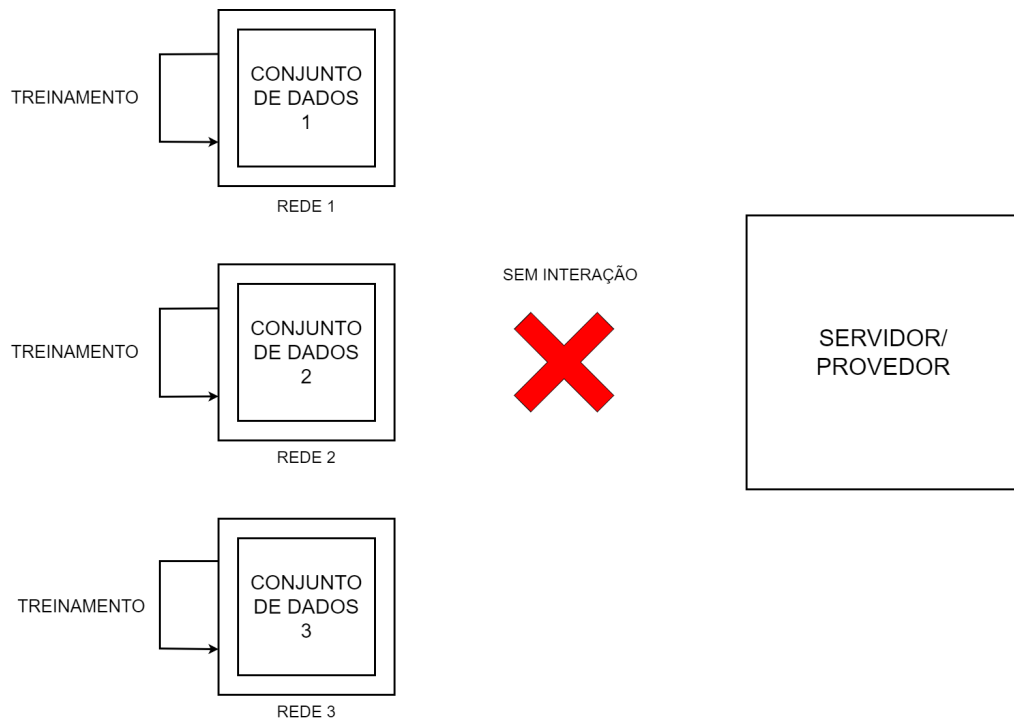 TREINAMENTO
CONJUNTO
DE DADOS
1
REDE 1
TREINAMENTO
CONJUNTO
DE DADOS
2
REDE 2
SEM INTERAÇÃO
SERVIDOR/
PROVEDOR
TREINAMENTO
CONJUNTO
DE DADOS
3
REDE 3